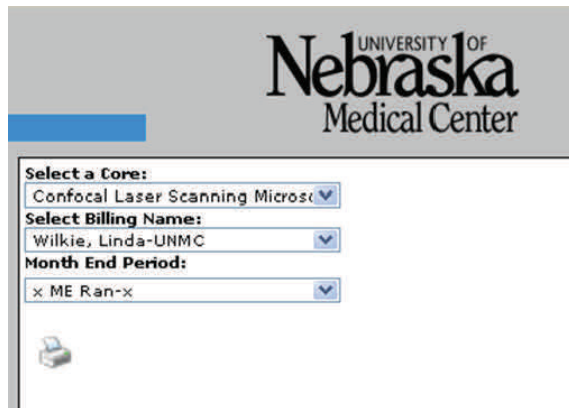 UNIVERSITY OF
Nebraska
Medical Center
Select a Core:
Confocal Laser Scanning Microsc
Select Billing Name:
Wilkie, Linda-UNMC
Month End Period:
x ME Ran-x